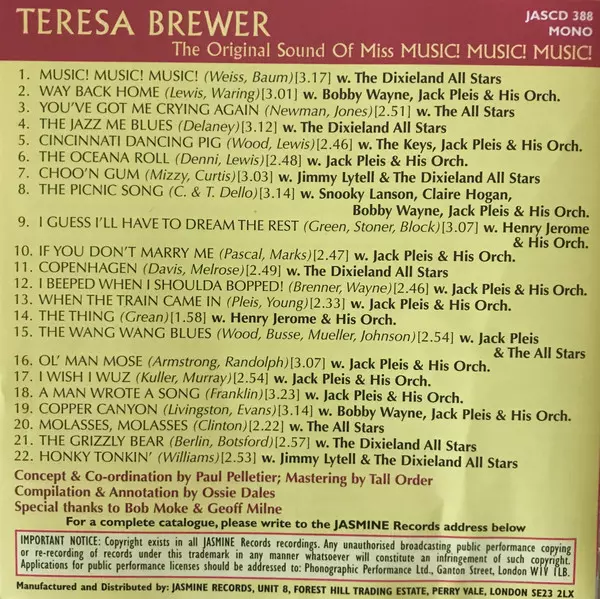 TERESA BREWER
JASCD 388
MONO
The Original Sound Of Miss MUSIC! MUSIC! MUSIC!
1. MUSIC! MUSIC! MUSIC! (Weiss, Baum)[3.17] w. The Dixieland All Stars
2. WAY BACK HOME (Lewis, Waring)[3.01] w. Bobby Wayne, Jack Pleis & His Orch.
3. YOU'VE GOT ME CRYING AGAIN (Newman, Jones)[2.51] w. The All Stars
4. THE JAZZ ME BLUES (Delaney)[3.12] w. The Dixieland All Stars
5. CINCINNATI DANCING PIG (Wood, Lewis)[2.46] w. The Keys, Jack Pleis & His Orch.
6. THE OCEANA ROLL (Denni, Lewis)[2.48] w. Jack Pleis & His Orch.
7. CHOO'N GUM (Mizzy, Curtis)[3.03] w. Jimmy Lytell & The Dixieland All Stars
8. THE PICNIC SONG (C. & T. Dello)[3.14] w. Snooky Lanson, Claire Hogan,
Bobby Wayne, Jack Pleis & His Orch.
9. I GUESS I'LL HAVE TO DREAM THE REST (Green, Stoner, Block)[3.07] w. Henry Jerome
& His Orch.
10. IF YOU DON'T MARRY ME (Pascal, Marks)[2.47] w. Jack Pleis & His Orch.
11. COPENHAGEN (Davis, Melrose)[2.49] w. The Dixieland All Stars
12. I BEEPED WHEN I SHOULDA BOPPED! (Brenner, Wayne)[2.46] w. Jack Pleis & His Orch.
13. WHEN THE TRAIN CAME IN (Pleis, Young)[2.33] w. Jack Pleis & His Orch.
14. THE THING (Grean)[1.58] w. Henry Jerome & His Orch.
15. THE WANG WANG BLUES (Wood, Busse, Mueller, Johnson)[2.54] w. Jack Pleis
& The All Stars
16. OL' MAN MOSE (Armstrong, Randolph)[3.07] w. Jack Pleis & His Orch.
17. I WISH I WUZ (Kuller, Murray)[2.54] w. Jack Pleis & His Orch.
18. A MAN WROTE A SONG (Franklin)[3.23] w. Jack Pleis & His Orch.
19. COPPER CANYON (Livingston, Evans)[3.14] w. Bobby Wayne, Jack Pleis & His Orch.
20. MOLASSES, MOLASSES (Clinton)[2.22] w. The All Stars
21. THE GRIZZLY BEAR (Berlin, Botsford)[2.57] w. The Dixieland All Stars
22. HONKY TONKIN' (Williams)[2.53] w. Jimmy Lytell & The Dixieland All Stars
Concept & Co-ordination by Paul Pelletier; Mastering by Tall Order
Compilation & Annotation by Ossie Dales
Special thanks to Bob Moke & Geoff Milne
For a complete catalogue, please write to the JASMINE Records address below
IMPORTANT NOTICE: Copyright exists in all JASMINE Records recordings. Any unauthorised broadcasting public performance copying
or re-recording of records under this trademark in any manner whatsoever will constitute an infringement of such copyright.
Applications for public performance licenses should be addressed to: Phonographic Performance Ltd., Ganton Street, London W1V 1LB.
Manufactured and Distributed by: JASMINE RECORDS, UNIT 8, FOREST HILL TRADING ESTATE, PERRY VALE, LONDON SE23 2LX